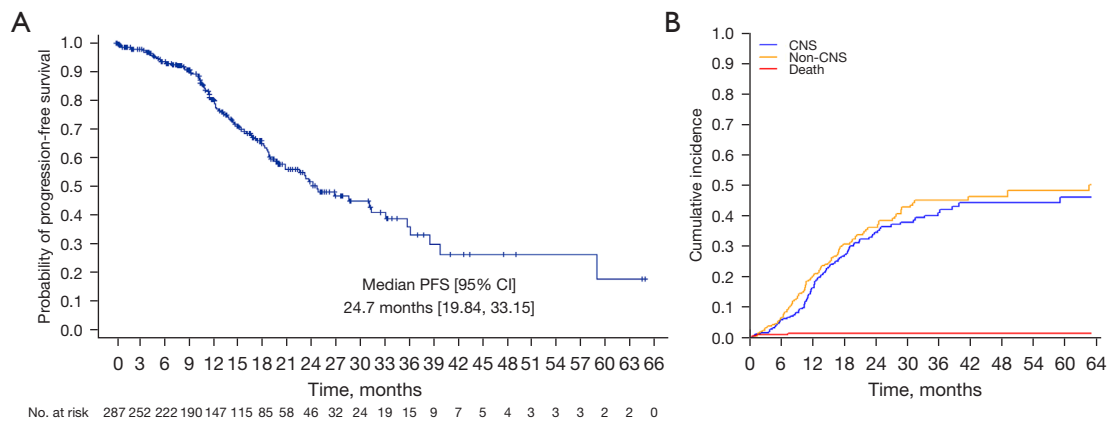 A
Probability of progression-free survival
1.0
0.9
0.8
0.7
0.6
0.5
0.4
0.3
0.2
0.1
0.0
Median PFS [95% CI]
24.7 months [19.84, 33.15]
0 3 6 9 12 15 18 21 24 27 30 33 36 39 42 45 48 51 54 57 60 63 66
Time, months
No. at risk 287 252 222 190 147 115 85 58 46 32 24 19 15 9 7 5 4 3 3 3 2 2 0
B
Cumulative incidence
1.0
0.9
0.8
0.7
0.6
0.5
0.4
0.3
0.2
0.1
0.0
CNS
Non-CNS
Death
0 6 12 18 24 30 36 42 48 54 60 64
Time, months